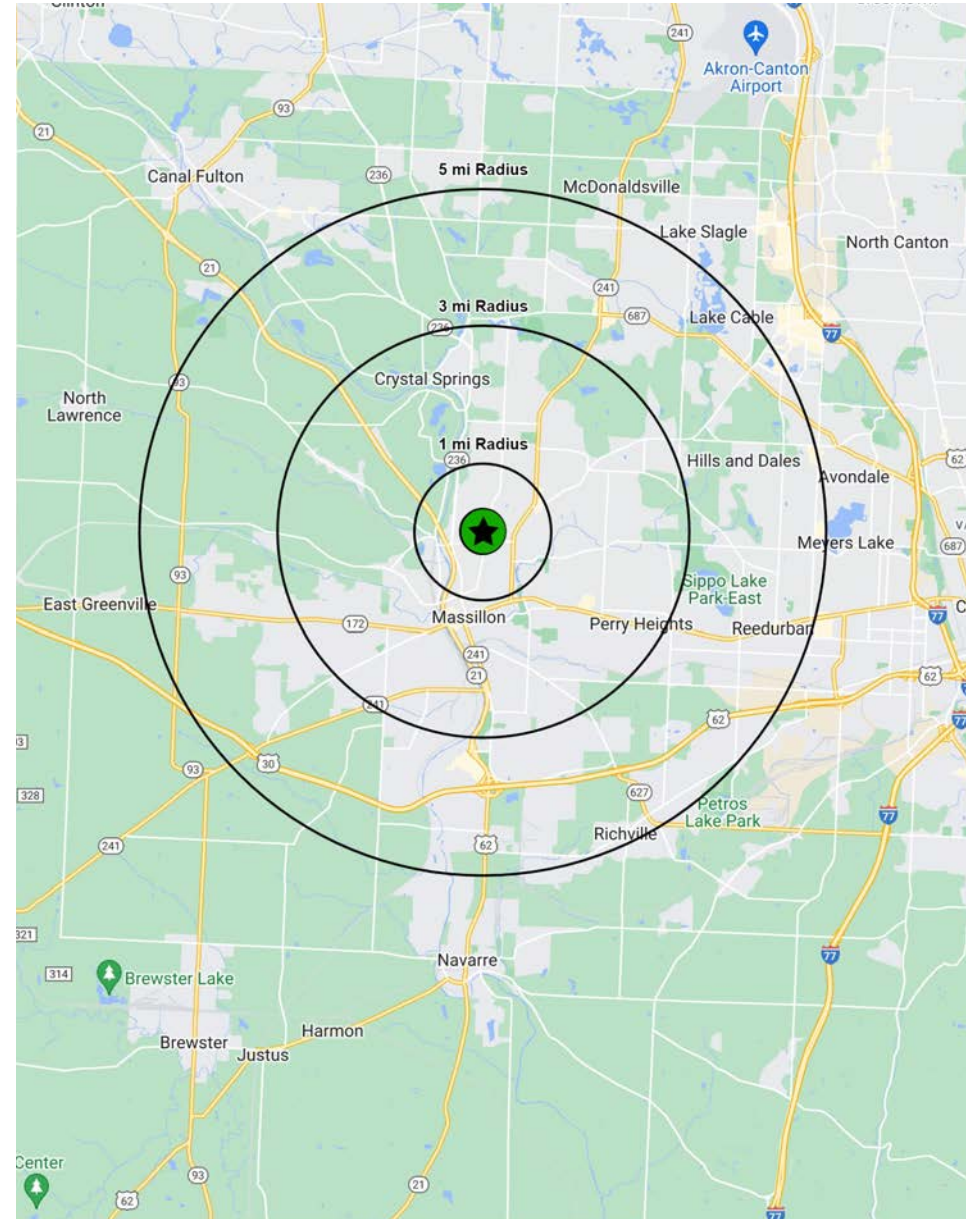 Clinton
241
Akron-Canton
Airport
93
21
5 mi Radius
Canal Fulton
236
McDonaldsville
Lake Slagle
North Canton
21
241
3 mi Radius
687
Lake Cable
236
77
Crystal Springs
93
North
Lawrence
1 mi Radius
236
Hills and Dales
62
Avondale
Meyers Lake
687
93
Sippo Lake
Park-East
East Greenville
Massillon
172
Perry Heights
Reedurban
77
241
21
62
241
62
77
93
30
328
627
Petros
Lake Park
77
Richville
241
62
321
77
Navarre
314
Brewster Lake
Harmon
Brewster
Justus
Center
93
21
62
77